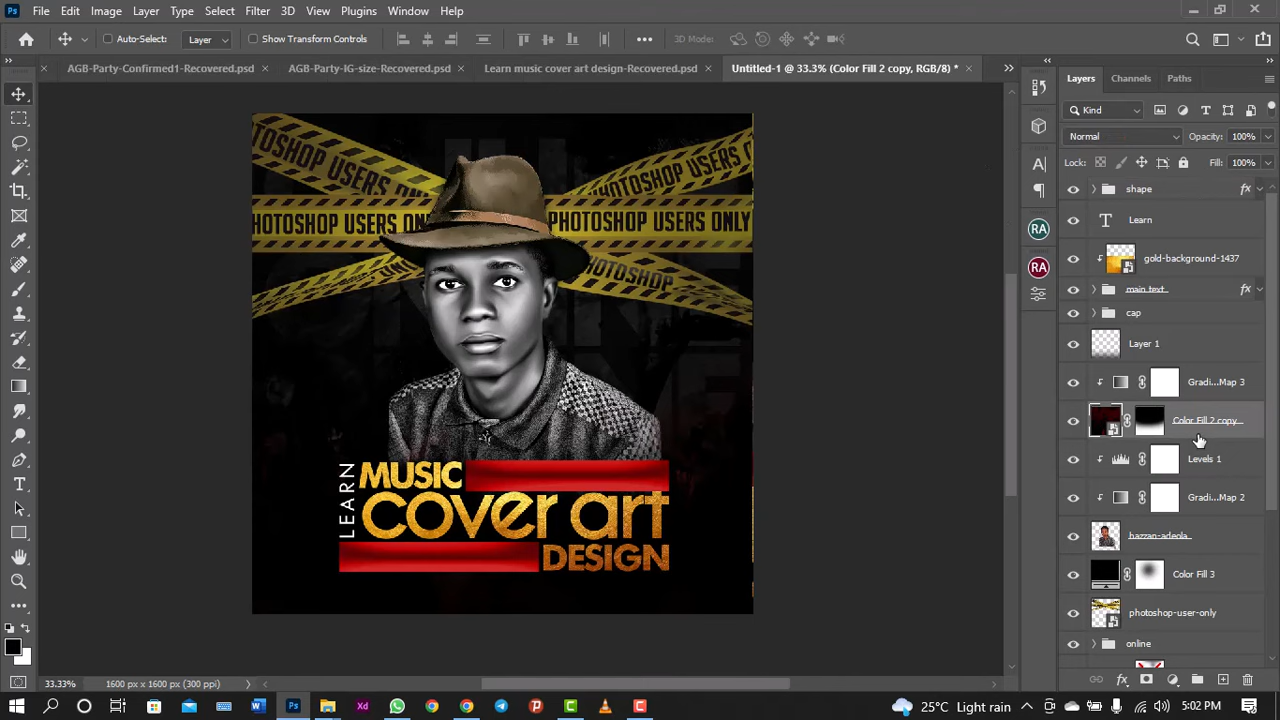 Ps File Edit Image Layer Type Select Filter 3D View Plugins Window Help
Auto-Select: Layer Show Transform Controls 3D Mode:
AGB-Party-Confirmed1-Recovered.psd × AGB-Party-IG-size-Recovered.psd × Learn music cover art design-Recovered.psd × Untitled-1 @ 33.3% (Color Fill 2 copy, RGB/8) * ×
Layers Channels Paths
Kind
Normal Opacity: 100%
Lock: Fill: 100%
shape fx
Learn
gold-background-1437
main text fx
cap
Layer 1
Gradi...Map 3
Color Fill 2 copy
Levels 1
Gradi...Map 2
hazzan-adeola
Color Fill 3
photoshop-user-only
online
RA
RA
HOTOSHOP USERS
PHOTOSHOP USERS O
HOTOSHOP USERS ON
PHOTOSHOP USERS ONLY
PHOTOSHOP
LEARN
MUSIC
cover art
DESIGN
33.33% 1600 px x 1600 px (300 ppi)
25°C Light rain 5:02 PM